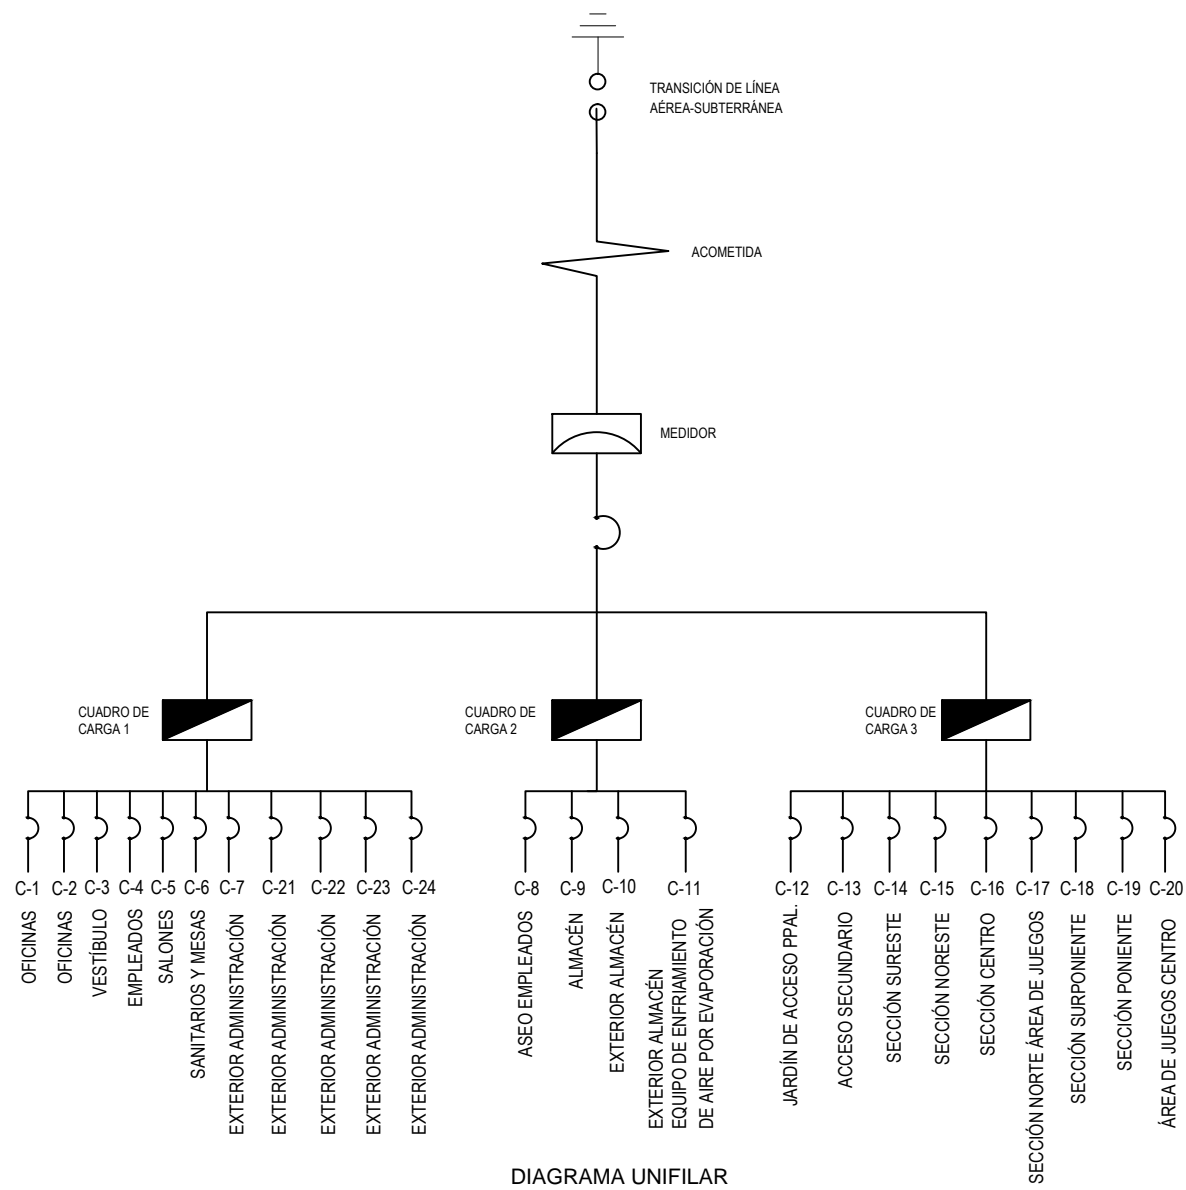 TRANSICIÓN DE LÍNEA
AÉREA-SUBTERRÁNEA
ACOMETIDA
MEDIDOR
CUADRO DE
CARGA 1
CUADRO DE
CARGA 2
CUADRO DE
CARGA 3
C-1
C-2
C-3
C-4
C-5
C-6
C-7
C-21
C-22
C-23
C-24
C-8
C-9
C-10
C-11
C-12
C-13
C-14
C-15
C-16
C-17
C-18
C-19
C-20
OFICINAS
OFICINAS
VESTÍBULO
EMPLEADOS
SALONES
SANITARIOS Y MESAS
EXTERIOR ADMINISTRACIÓN
EXTERIOR ADMINISTRACIÓN
EXTERIOR ADMINISTRACIÓN
EXTERIOR ADMINISTRACIÓN
EXTERIOR ADMINISTRACIÓN
ASEO EMPLEADOS
ALMACÉN
EXTERIOR ALMACÉN
EXTERIOR ALMACÉN
EQUIPO DE ENFRIAMIENTO
DE AIRE POR EVAPORACIÓN
JARDÍN DE ACCESO PPAL.
ACCESO SECUNDARIO
SECCIÓN SURESTE
SECCIÓN NORESTE
SECCIÓN CENTRO
SECCIÓN NORTE ÁREA DE JUEGOS
SECCIÓN SURPONIENTE
SECCIÓN PONIENTE
ÁREA DE JUEGOS CENTRO
DIAGRAMA UNIFILAR